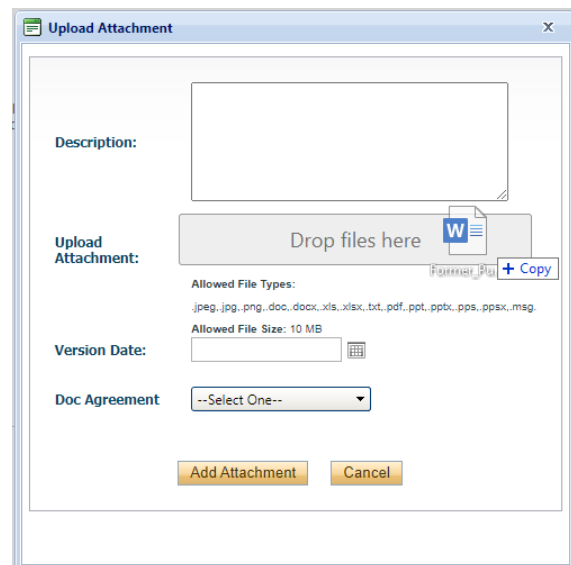 Upload Attachment
x
Description:
Upload
Attachment:
Drop files here
W
+ Copy
Allowed File Types:
.jpeg,.jpg,.png,.doc,.docx,.xls,.xlsx,.txt,.pdf,.ppt,.pptx,.pps,.ppsx,.msg.
Allowed File Size: 10 MB
Version Date:
Doc Agreement
--Select One--
Add Attachment
Cancel